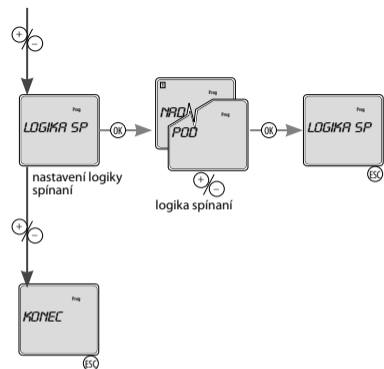 + −
Prog
LOGIKA SP
OK
Prog
NAD
Prog
POD
OK
Prog
LOGIKA SP
ESC
nastavení logiky
spínaní
+ −
logika spínaní
+ −
Prog
KONEC
ESC